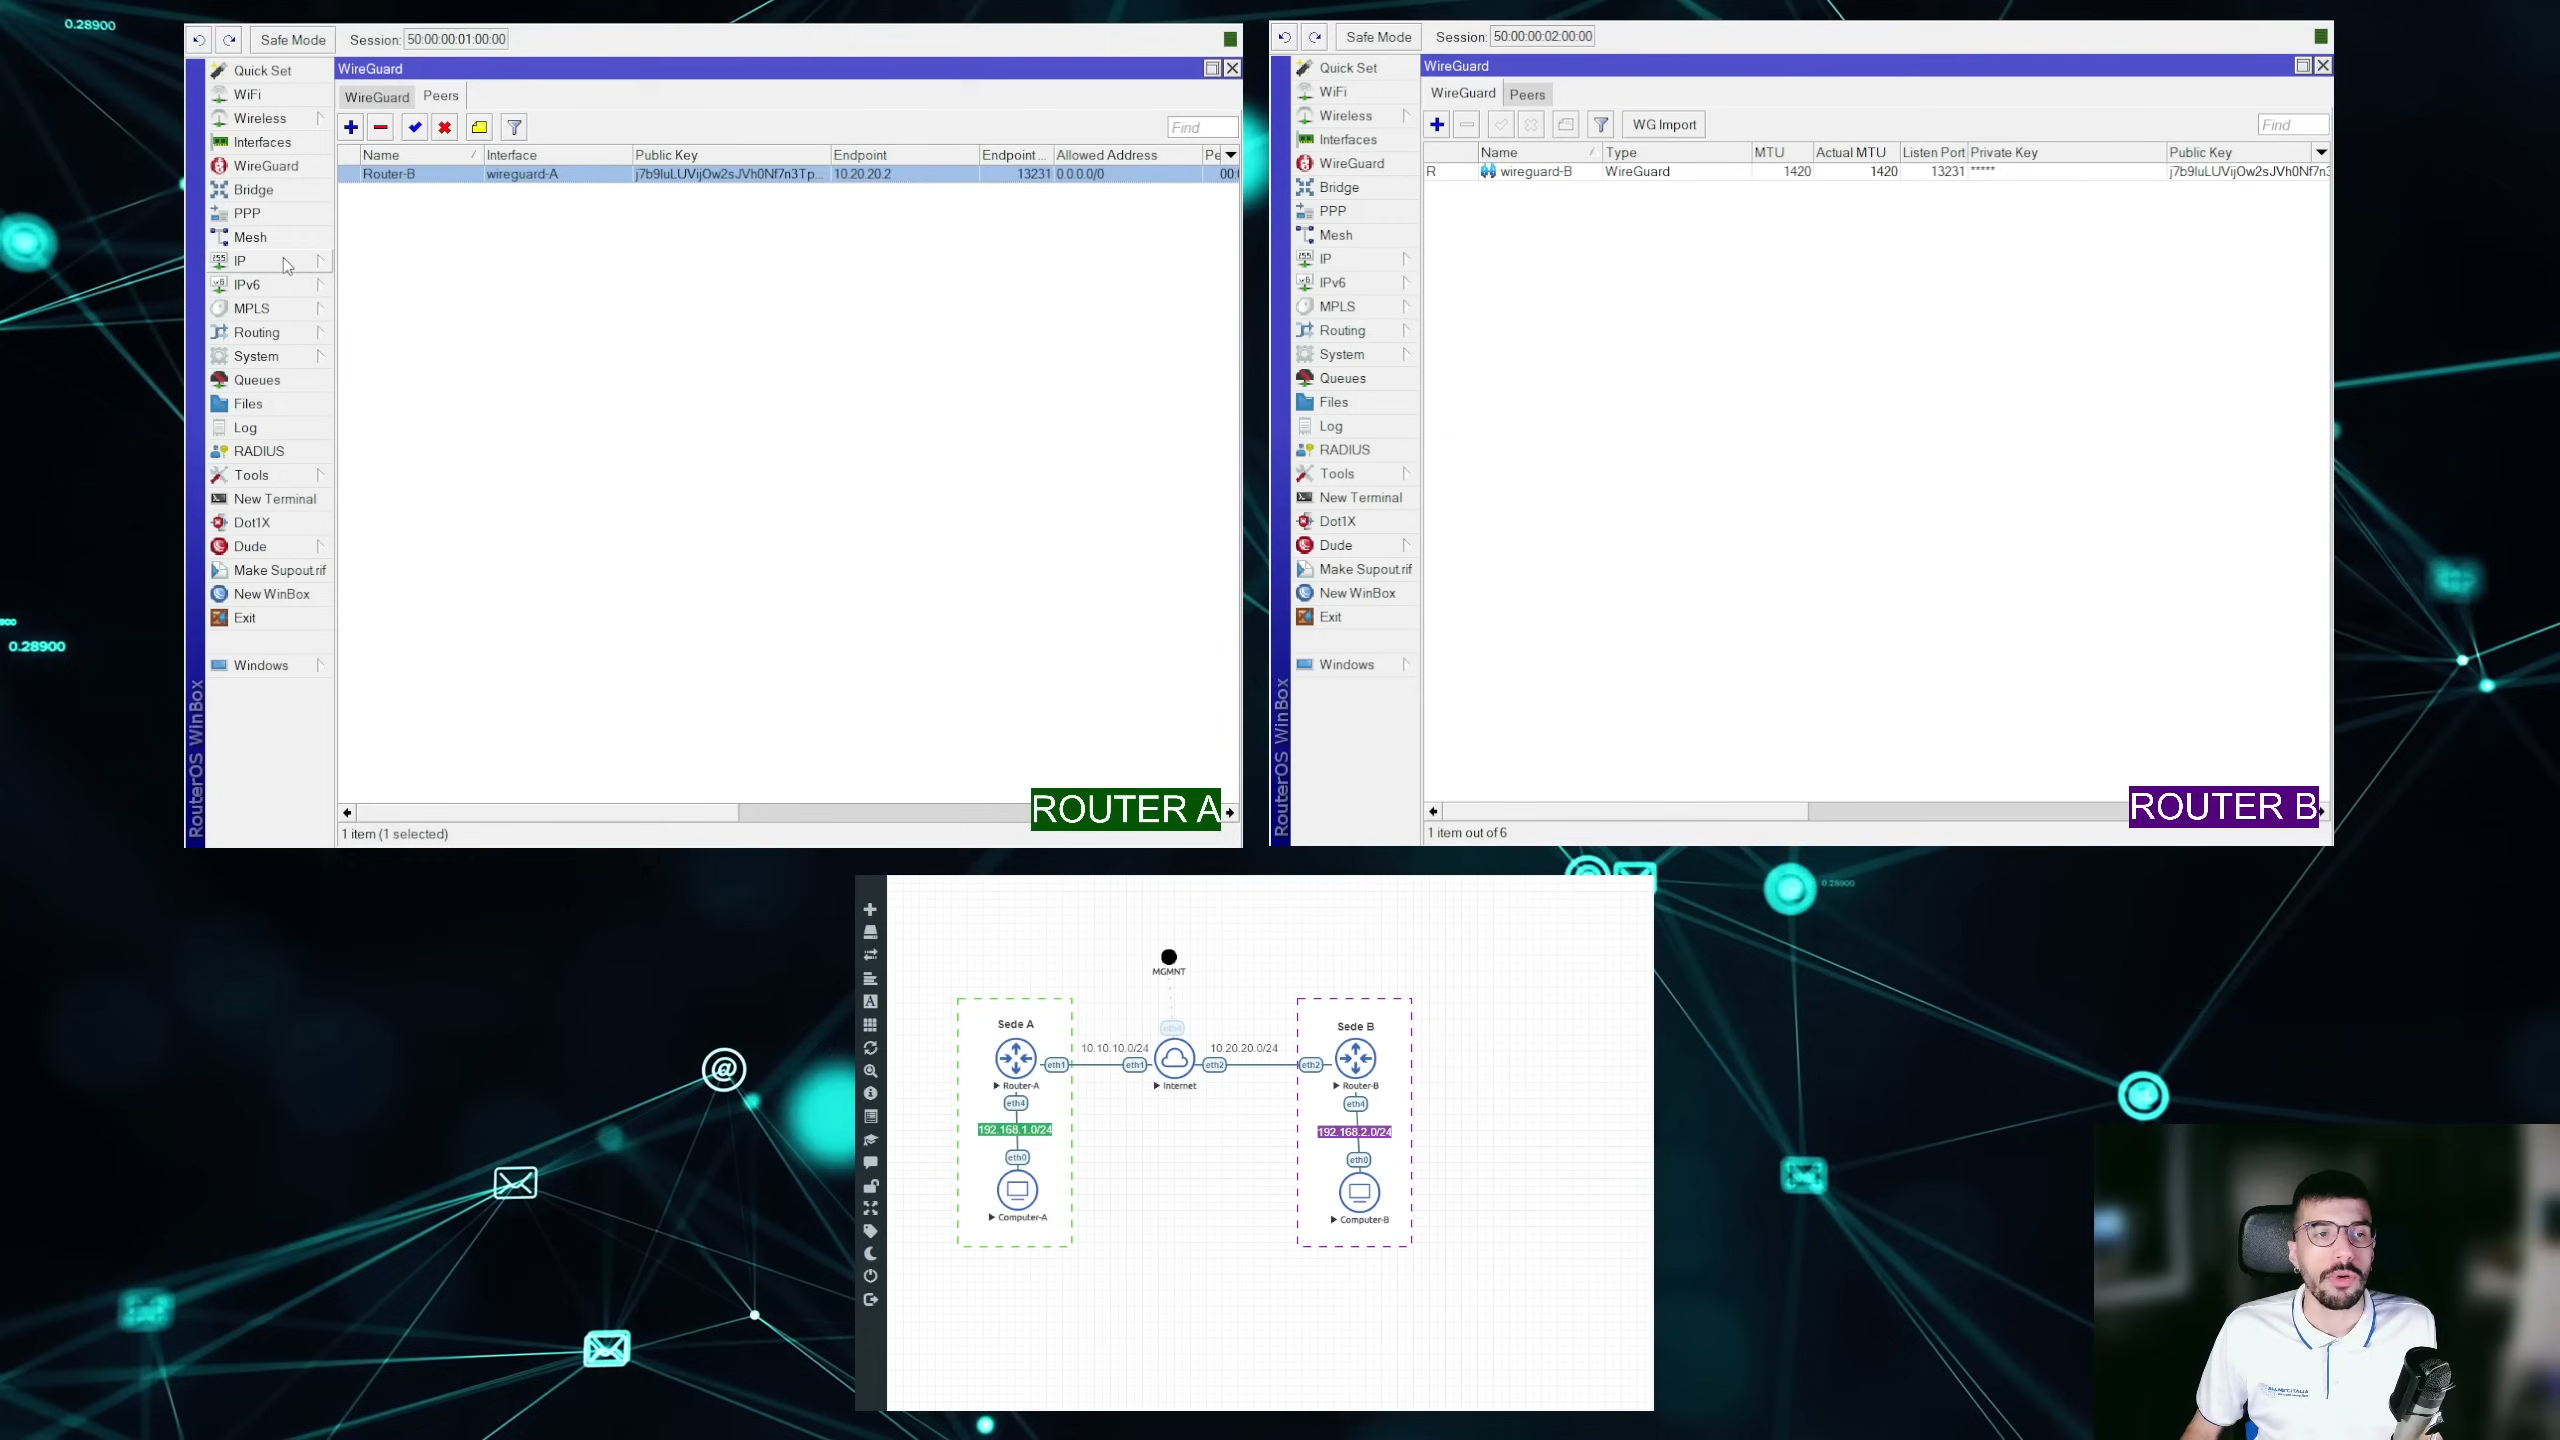 0.28900
Safe Mode
Session: 50:00:00:01:00:00
Quick Set
WiFi
Wireless
Interfaces
WireGuard
Bridge
PPP
Mesh
IP
IPv6
MPLS
Routing
System
Queues
Files
Log
RADIUS
Tools
New Terminal
Dot1X
Dude
Make Supout.rif
New WinBox
Exit
Windows
RouterOS WinBox
WireGuard
WireGuard Peers
Find
Name Interface Public Key Endpoint Endpoint ... Allowed Address Pe
Router-B wireguard-A j7b9luLUVijOw2sJVh0Nf7n3Tp... 10.20.20.2 13231 0.0.0.0/0 00:
ROUTER A
1 item (1 selected)
Safe Mode
Session: 50:00:00:02:00:00
Quick Set
WiFi
Wireless
Interfaces
WireGuard
Bridge
PPP
Mesh
IP
IPv6
MPLS
Routing
System
Queues
Files
Log
RADIUS
Tools
New Terminal
Dot1X
Dude
Make Supout.rif
New WinBox
Exit
Windows
RouterOS WinBox
WireGuard
WireGuard Peers
WG Import
Find
Name Type MTU Actual MTU Listen Port Private Key Public Key
R wireguard-B WireGuard 1420 1420 13231 ***** j7b9luLUVijOw2sJVh0Nf7n3
ROUTER B
1 item out of 6
0.28900
0.28900
MGMNT
Sede A
Sede B
10.10.10.0/24
10.20.20.0/24
eth1
eth1
eth2
eth2
Router-A
Internet
Router-B
eth4
eth4
192.168.1.0/24
192.168.2.0/24
eth0
eth0
Computer-A
Computer-B